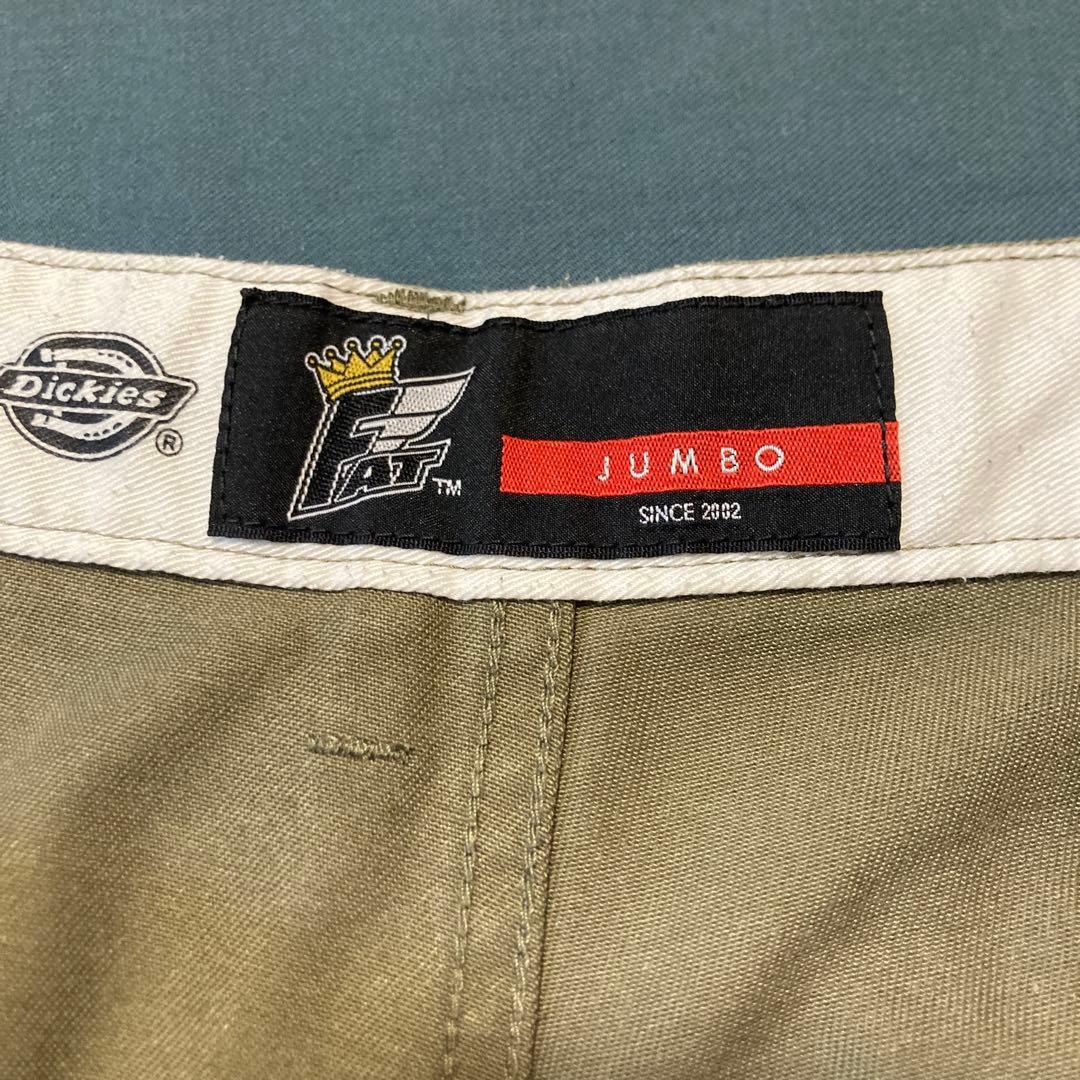 Dickies
®
FAT
TM
JUMBO
SINCE 2002